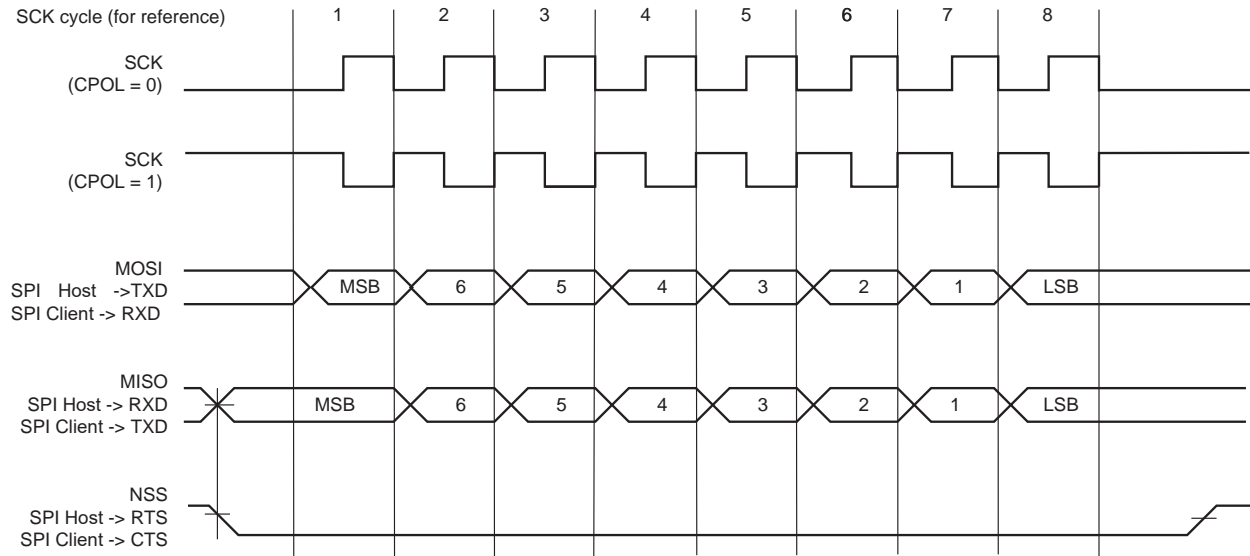 SCK cycle (for reference) 1 2 3 4 5 6 7 8
SCK
(CPOL = 0)
SCK
(CPOL = 1)
MOSI
SPI Host ->TXD
SPI Client -> RXD
MSB 6 5 4 3 2 1 LSB
MISO
SPI Host -> RXD
SPI Client -> TXD
MSB 6 5 4 3 2 1 LSB
NSS
SPI Host -> RTS
SPI Client -> CTS